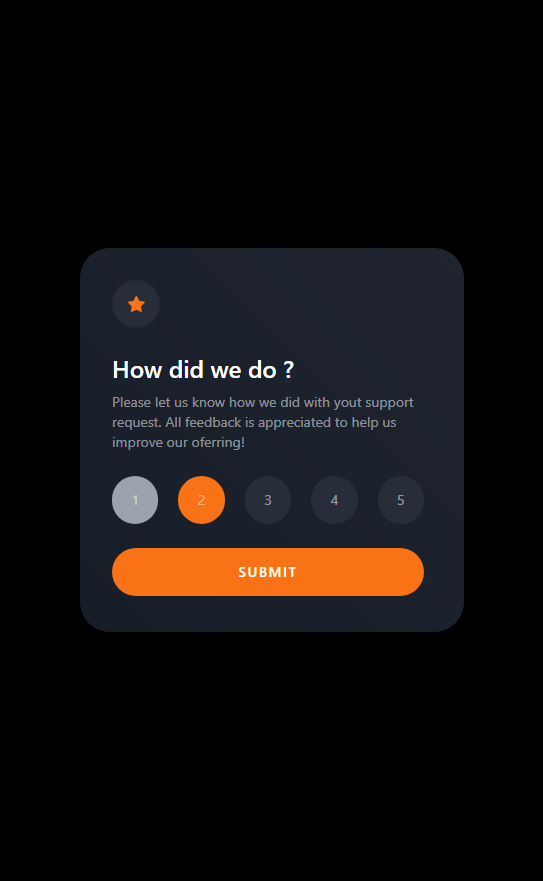 How did we do ?
Please let us know how we did with yout support
request. All feedback is appreciated to help us
improve our oferring!
1 2 3 4 5
SUBMIT